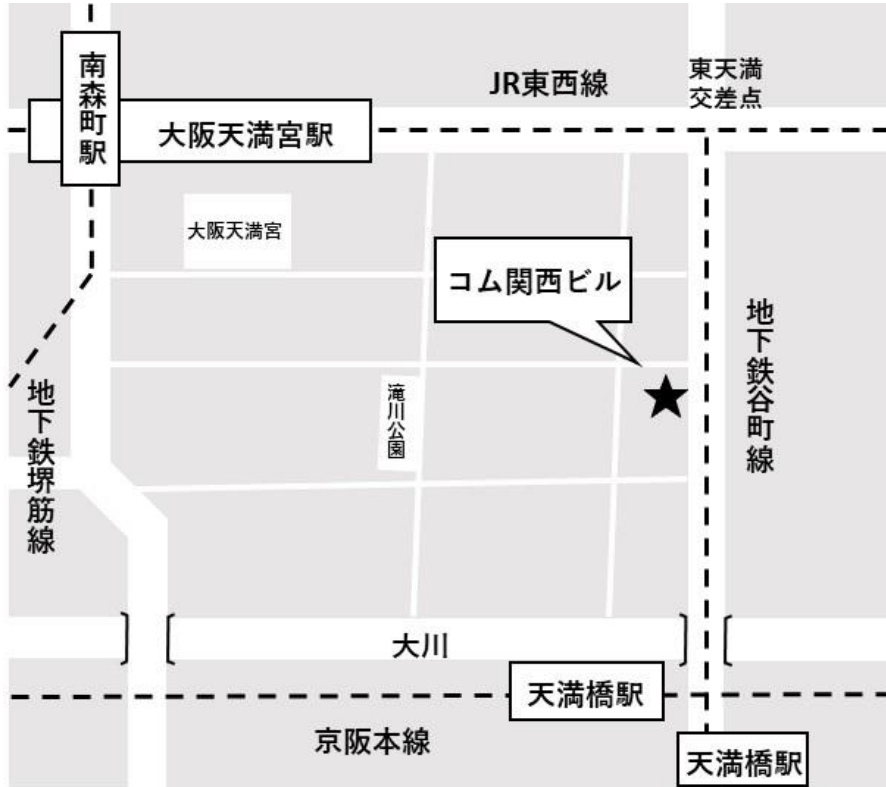 南森町駅
JR東西線
東天満
交差点
大阪天満宮駅
大阪天満宮
コム関西ビル
地下鉄谷町線
滝川公園
地下鉄堺筋線
大川
天満橋駅
京阪本線
天満橋駅